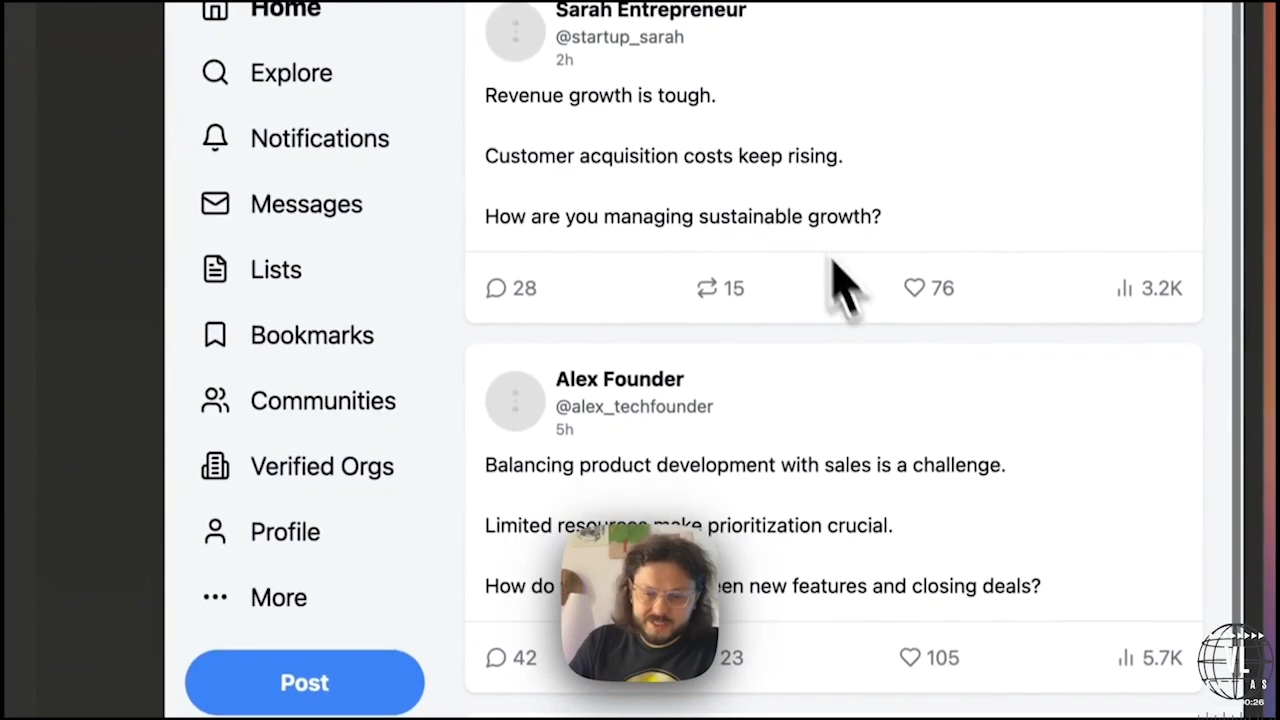 Home
Explore
Notifications
Messages
Lists
Bookmarks
Communities
Verified Orgs
Profile
More
Post
Sarah Entrepreneur
@startup_sarah
2h
Revenue growth is tough.
Customer acquisition costs keep rising.
How are you managing sustainable growth?
28 15 76 3.2K
Alex Founder
@alex_techfounder
5h
Balancing product development with sales is a challenge.
Limited resources make prioritization crucial.
How do new features and closing deals?
42 23 105 5.7K
AS